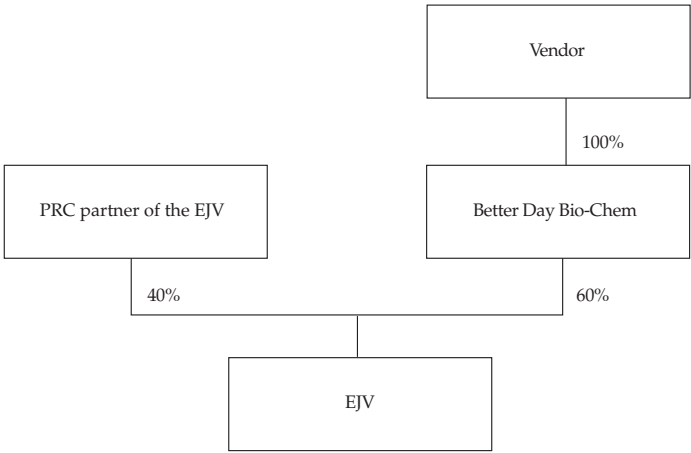 Vendor
100%
PRC partner of the EJV
Better Day Bio-Chem
40%
60%
EJV